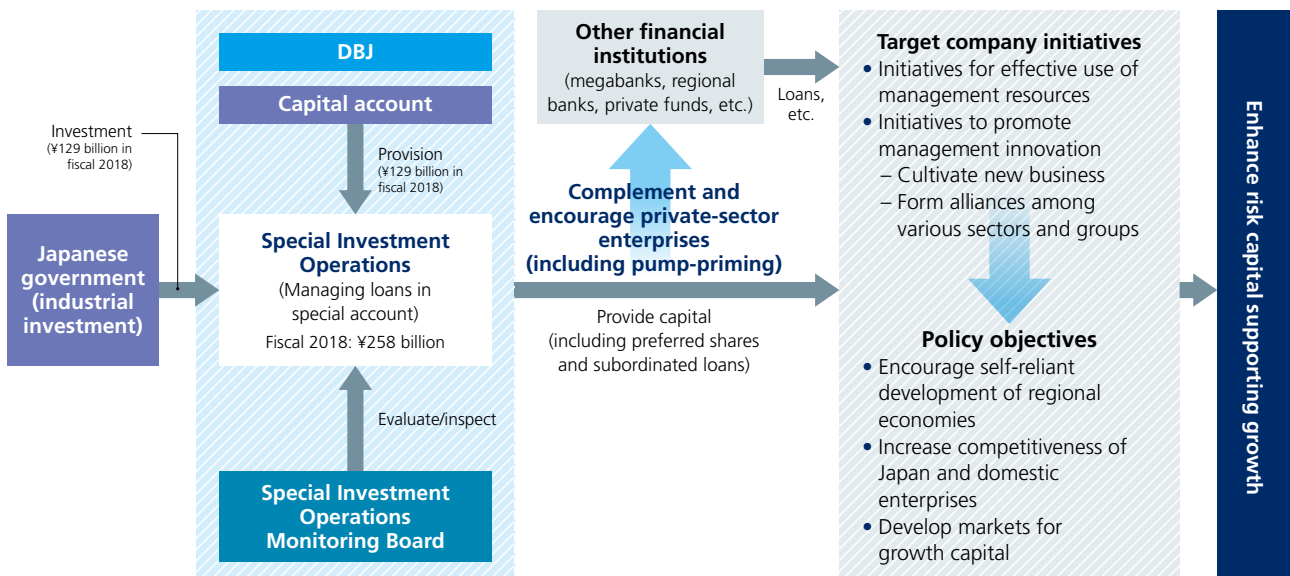 Investment
(¥129 billion in
fiscal 2018)
Japanese
government
(industrial
investment)
DBJ
Capital account
Provision
(¥129 billion in
fiscal 2018)
Special Investment
Operations
(Managing loans in
special account)
Fiscal 2018: ¥258 billion
Evaluate/inspect
Special Investment
Operations
Monitoring Board
Other financial
institutions
(megabanks, regional
banks, private funds, etc.)
Loans,
etc.
Complement and
encourage private-sector
enterprises
(including pump-priming)
Provide capital
(including preferred shares
and subordinated loans)
Target company initiatives
• Initiatives for effective use of
management resources
• Initiatives to promote
management innovation
– Cultivate new business
– Form alliances among
various sectors and groups
Policy objectives
• Encourage self-reliant
development of regional
economies
• Increase competitiveness of
Japan and domestic
enterprises
• Develop markets for
growth capital
Enhance risk capital supporting growth